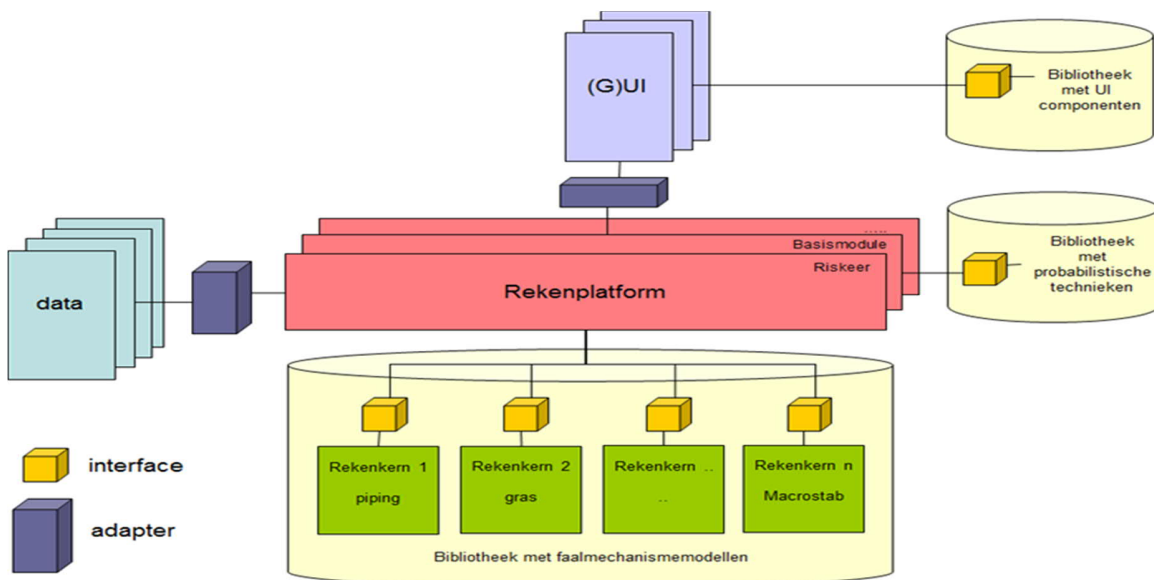 (G)UI
Bibliotheek
met UI
componenten
.....
Basismodule
Riskeer
Rekenplatform
Bibliotheek
met
probabilistische
technieken
data
interface
adapter
Rekenkern 1
piping
Rekenkern 2
gras
Rekenkern ..
..
Rekenkern n
Macrostab
Bibliotheek met faalmechanismemodellen